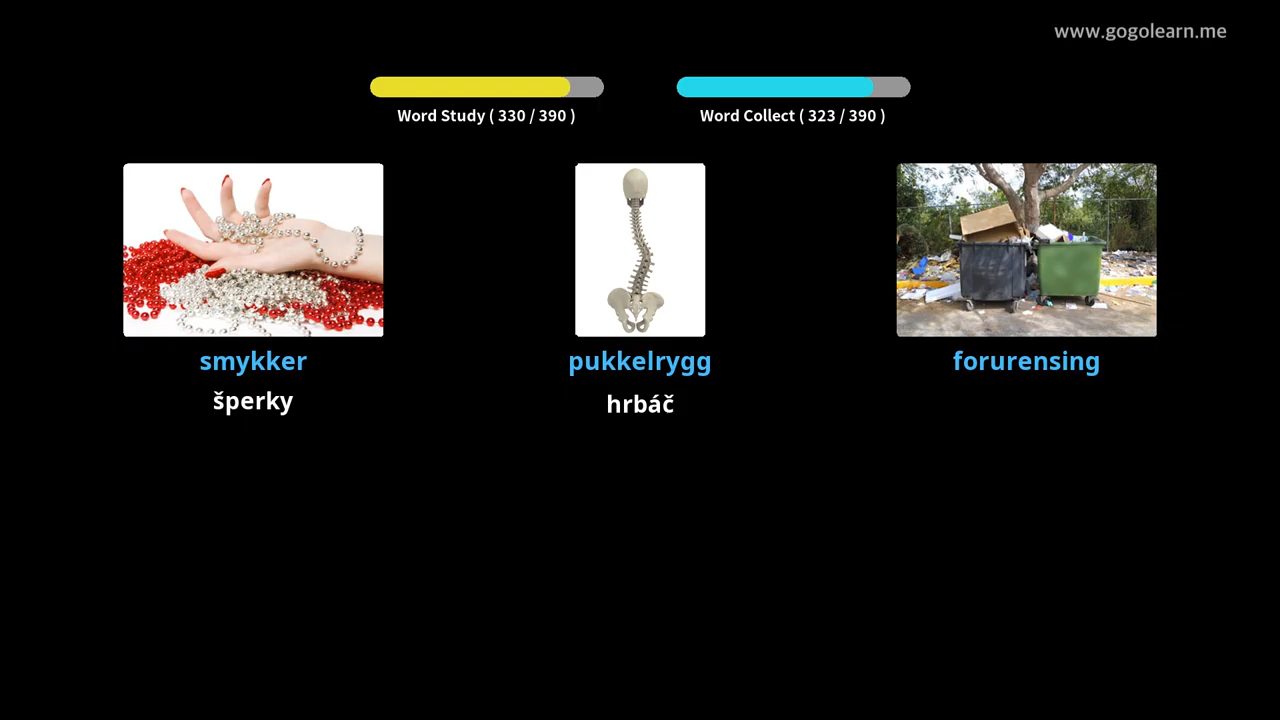 www.gogolearn.me
Word Study ( 330 / 390 )
Word Collect ( 323 / 390 )
smykker
pukkelrygg
forurensing
šperky
hrbáč